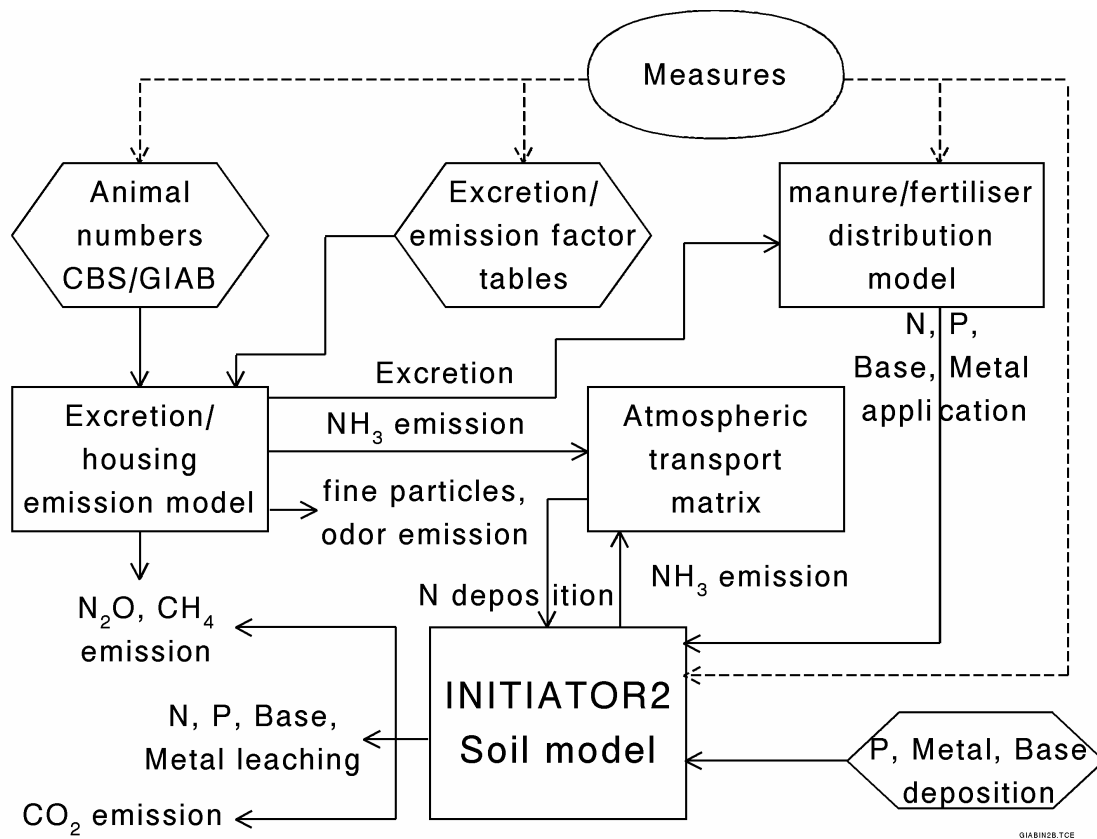 Measures
Animal
numbers
CBS/GIAB
Excretion/
emission factor
tables
manure/fertiliser
distribution
model
N, P,
Base, Metal
application
Excretion
NH₃ emission
Excretion/
housing
emission model
Atmospheric
transport
matrix
fine particles,
odor emission
N deposition
NH₃ emission
N₂O, CH₄
emission
INITIATOR2
Soil model
N, P, Base,
Metal leaching
P, Metal, Base
deposition
CO₂ emission
GIABIN2B.TCE